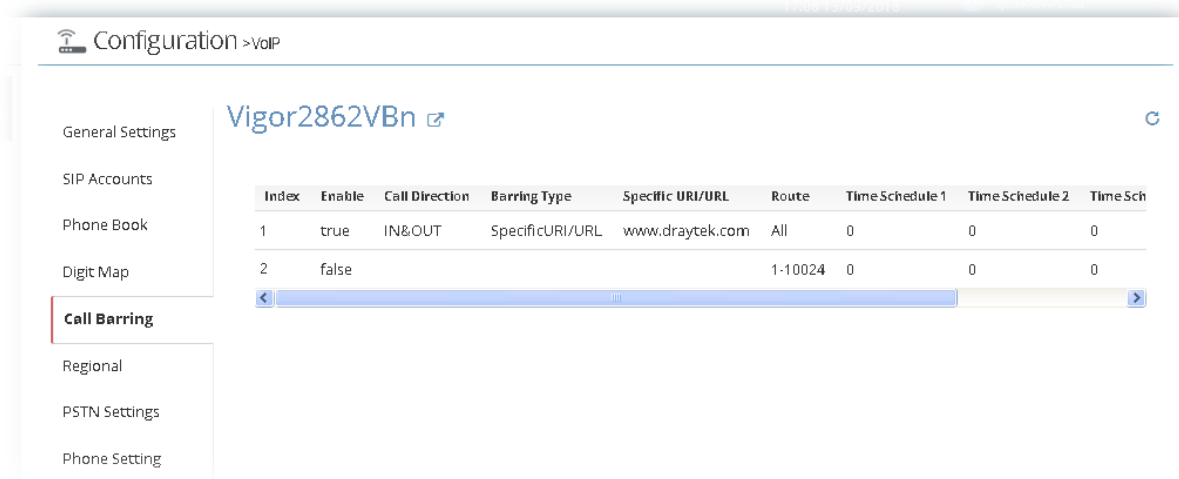 Configuration >VoIP
Vigor2862VBn
General Settings
SIP Accounts
Phone Book
Digit Map
Call Barring
Regional
PSTN Settings
Phone Setting
Index Enable Call Direction Barring Type Specific URI/URL Route Time Schedule 1 Time Schedule 2 Time Sch
1 true IN&OUT SpecificURI/URL www.draytek.com All 0 0 0
2 false 1-10024 0 0 0